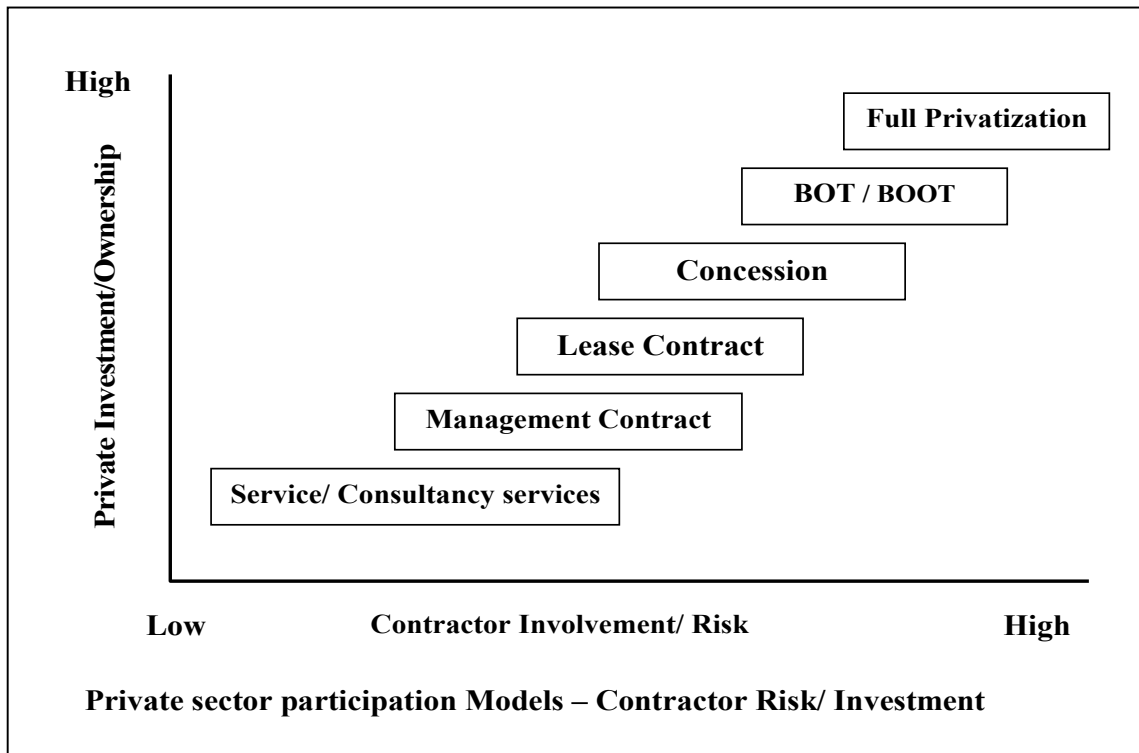 High
Full Privatization
BOT / BOOT
Concession
Lease Contract
Management Contract
Service/ Consultancy services
Private Investment/Ownership
Low
Contractor Involvement/ Risk
High
Private sector participation Models – Contractor Risk/ Investment